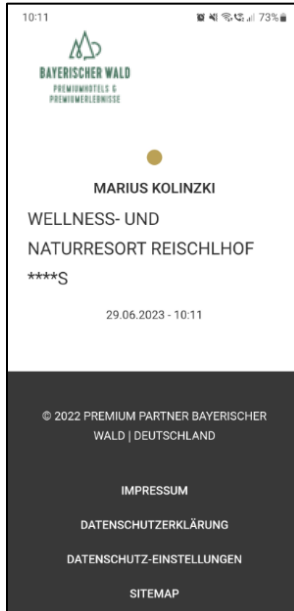 10:11
73%
BAYERISCHER WALD
PREMIUMHOTELS &
PREMIUMERLEBNISSE
MARIUS KOLINZKI
WELLNESS- UND
NATURRESORT REISCHLHOF
****S
29.06.2023 - 10:11
© 2022 PREMIUM PARTNER BAYERISCHER
WALD | DEUTSCHLAND
IMPRESSUM
DATENSCHUTZERKLÄRUNG
DATENSCHUTZ-EINSTELLUNGEN
SITEMAP